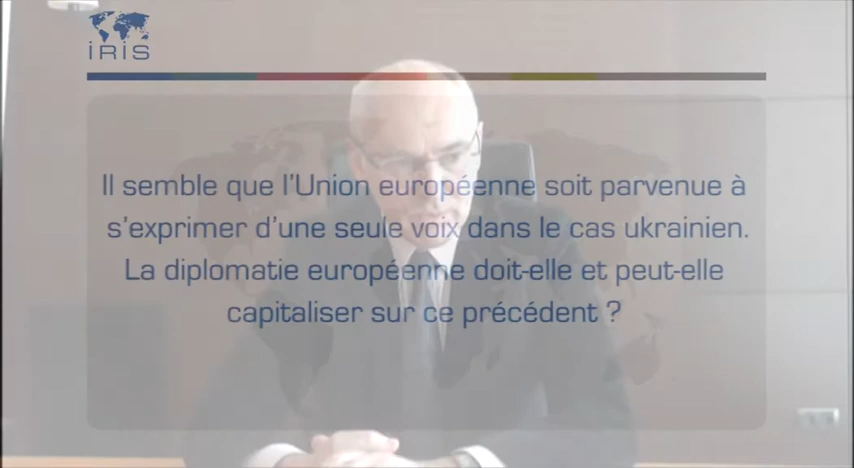 iRiS
Il semble que l'Union européenne soit parvenue à
s'exprimer d'une seule voix dans le cas ukrainien.
La diplomatie européenne doit-elle et peut-elle
capitaliser sur ce précédent ?